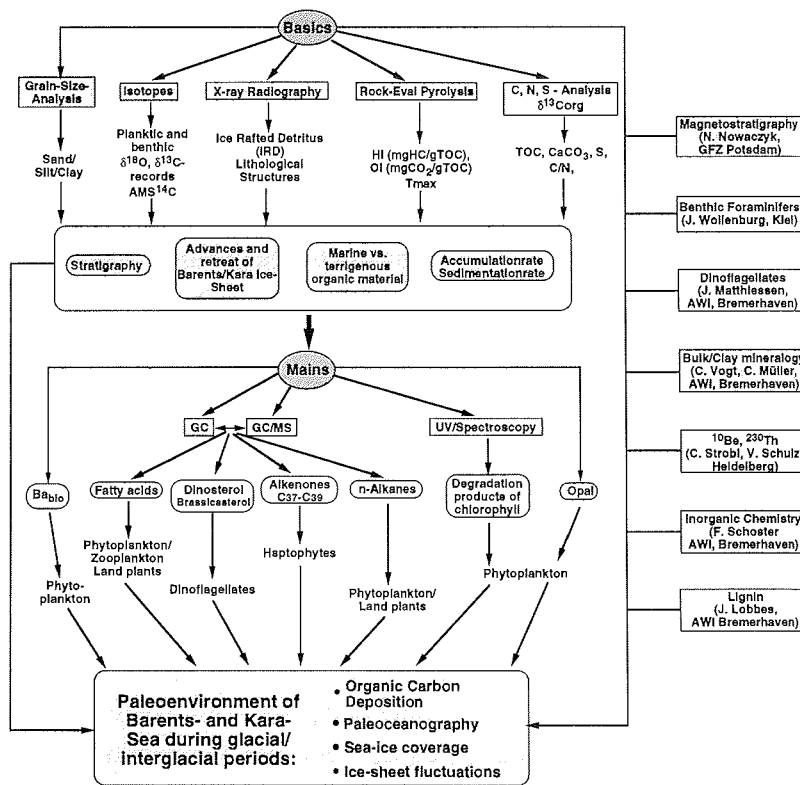 Basics
Grain-Size-
Analysis
Isotopes
X-ray Radiography
Rock-Eval Pyrolysis
C, N, S - Analysis
δ¹³Corg
Sand/
Silt/Clay
Planktic and
benthic
δ¹⁸O, δ¹³C-
records
AMS¹⁴C
Ice Rafted Detritus
(IRD)
Lithological
Structures
HI (mgHC/gTOC),
OI (mgCO₂/gTOC)
Tmax
TOC, CaCO₃, S,
C/N,
Stratigraphy
Advances and
retreat of
Barents/Kara Ice-
Sheet
Marine vs.
terrigenous
organic material
Accumulationrate
Sedimentationrate
Magnetostratigraphy
(N. Nowaczyk,
GFZ Potsdam)
Benthic Foraminifers
(J. Wollenburg, Kiel)
Dinoflagellates
(J. Matthiessen,
AWI, Bremerhaven)
Bulk/Clay mineralogy
(C. Vogt, C. Müller,
AWI, Bremerhaven)
¹⁰Be, ²³⁰Th
(C. Strobl, V. Schulz
Heidelberg)
Inorganic Chemistry
(F. Schoster
AWI, Bremerhaven)
Lignin
(J. Lobbes,
AWI Bremerhaven)
Mains
GC
GC/MS
UV/Spectroscopy
Ba bio
Fatty acids
Dinosterol
Brassicasterol
Alkenones
C37-C39
n-Alkanes
Degradation
products of
chlorophyll
Opal
Phyto-
plankton
Phytoplankton/
Zooplankton
Land plants
Dinoflagellates
Haptophytes
Phytoplankton/
Land plants
Phytoplankton
Paleoenvironment of
Barents- and Kara-
Sea during glacial/
interglacial periods:
• Organic Carbon
Deposition
• Paleoceanography
• Sea-ice coverage
• Ice-sheet fluctuations